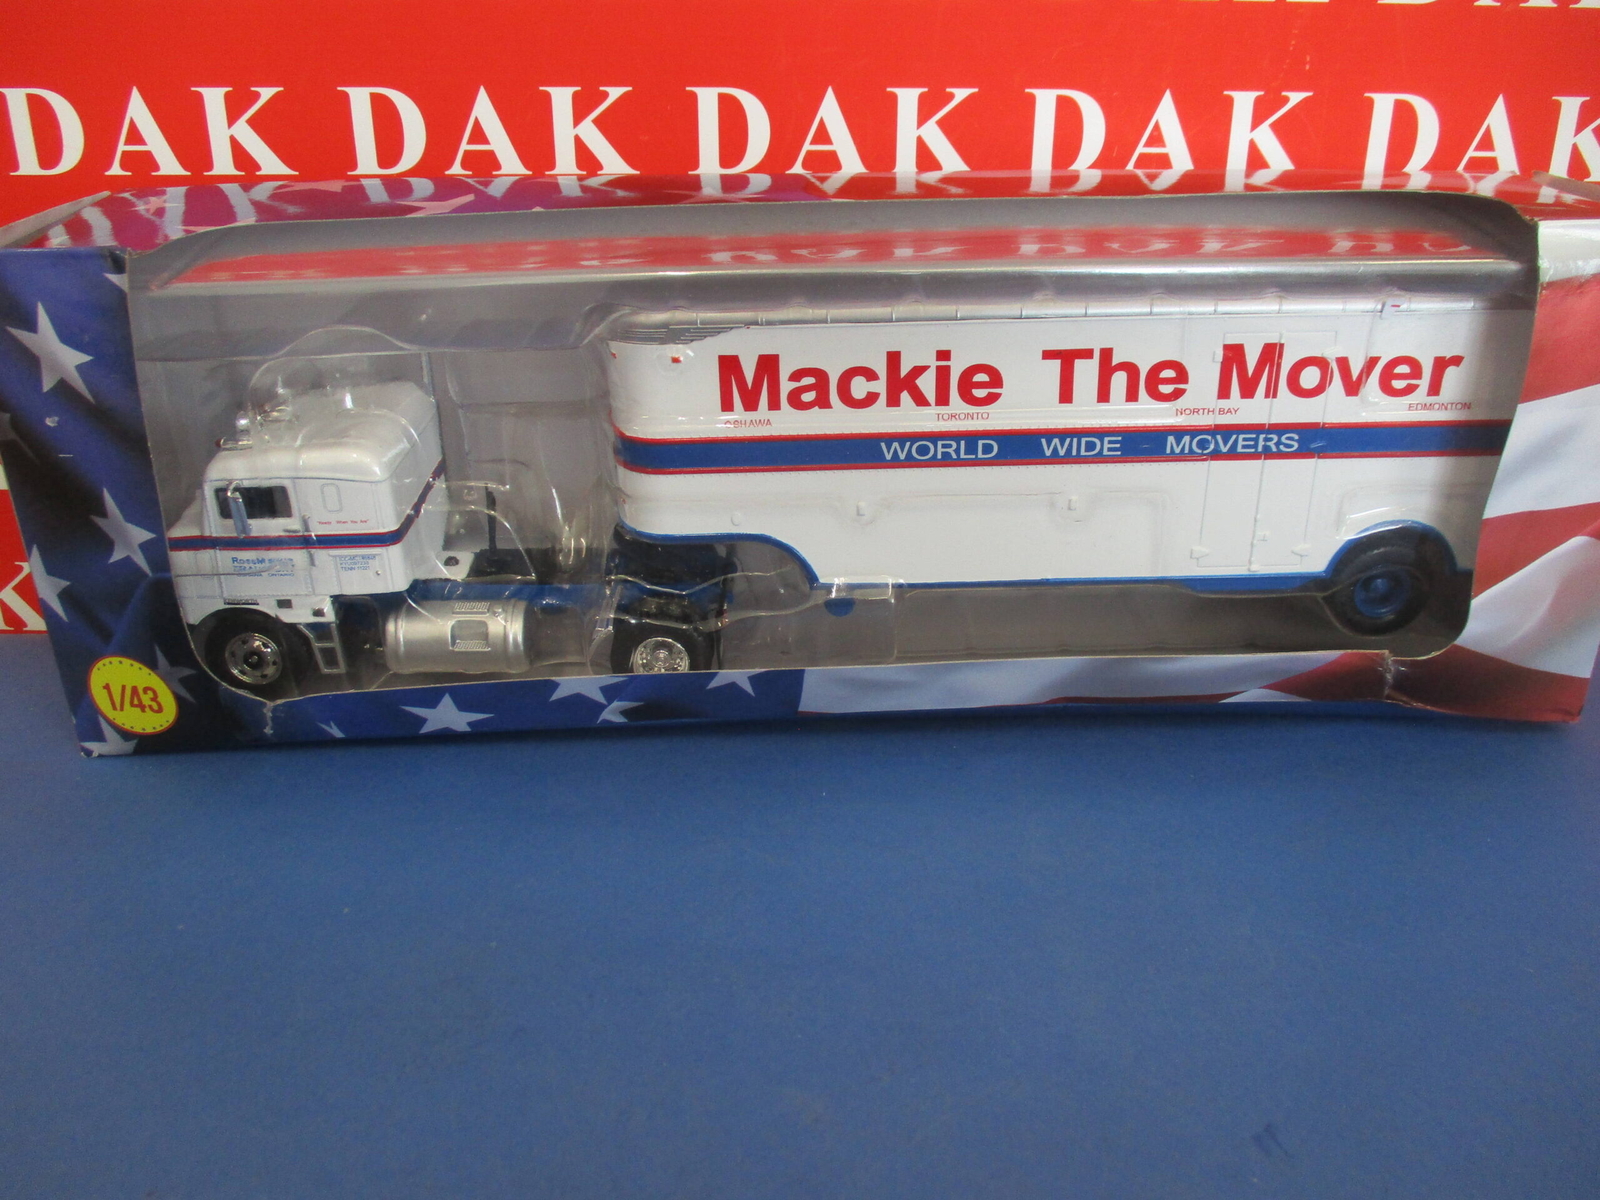 DAK DAK DAK DAK DAK
Mackie The Mover
OSHAWA TORONTO NORTH BAY EDMONTON
WORLD WIDE MOVERS
1/43